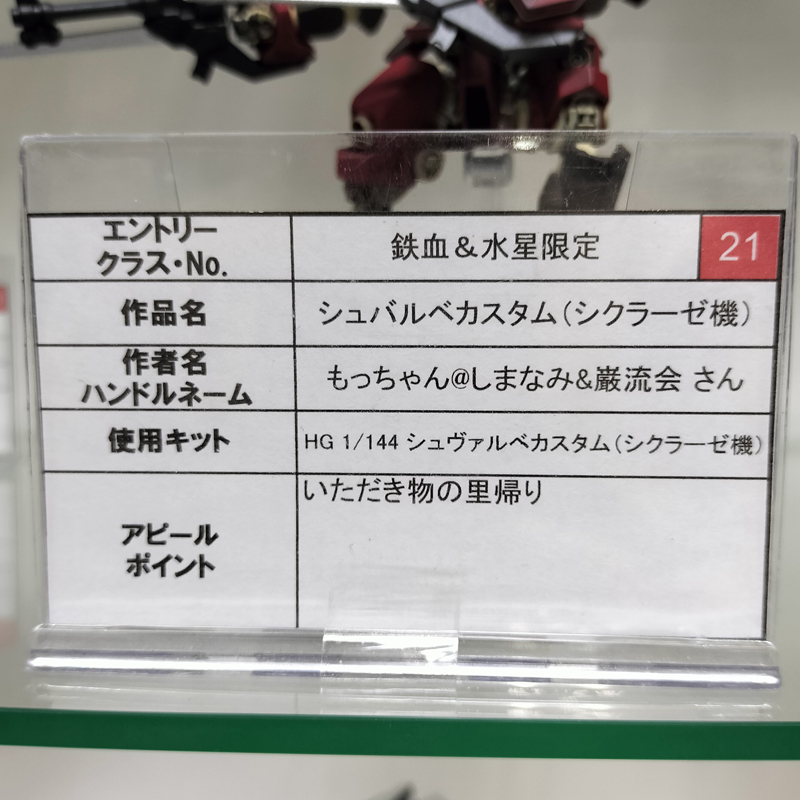 エントリー
クラス・No.
鉄血＆水星限定
21
作品名
シュバルベカスタム（シクラーゼ機）
作者名
ハンドルネーム
もっちゃん@しまなみ&巌流会 さん
使用キット
HG 1/144 シュヴァルベカスタム（シクラーゼ機）
アピール
ポイント
いただき物の里帰り